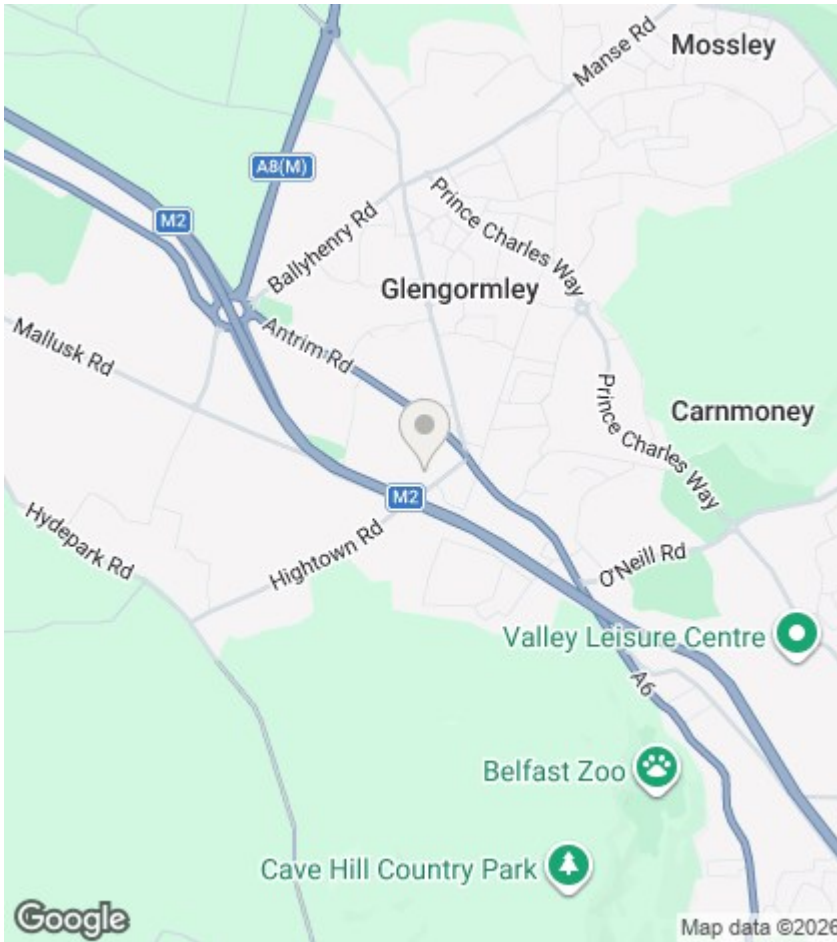 Mossley
Manse Rd
A8(M)
M2
Prince Charles Way
Ballyhenry Rd
Glengormley
Antrim Rd
Mallusk Rd
Prince Charles Way
Carnmoney
M2
Hydepark Rd
Hightown Rd
O'Neill Rd
Valley Leisure Centre
A6
Belfast Zoo
Cave Hill Country Park
Google
Map data ©2026